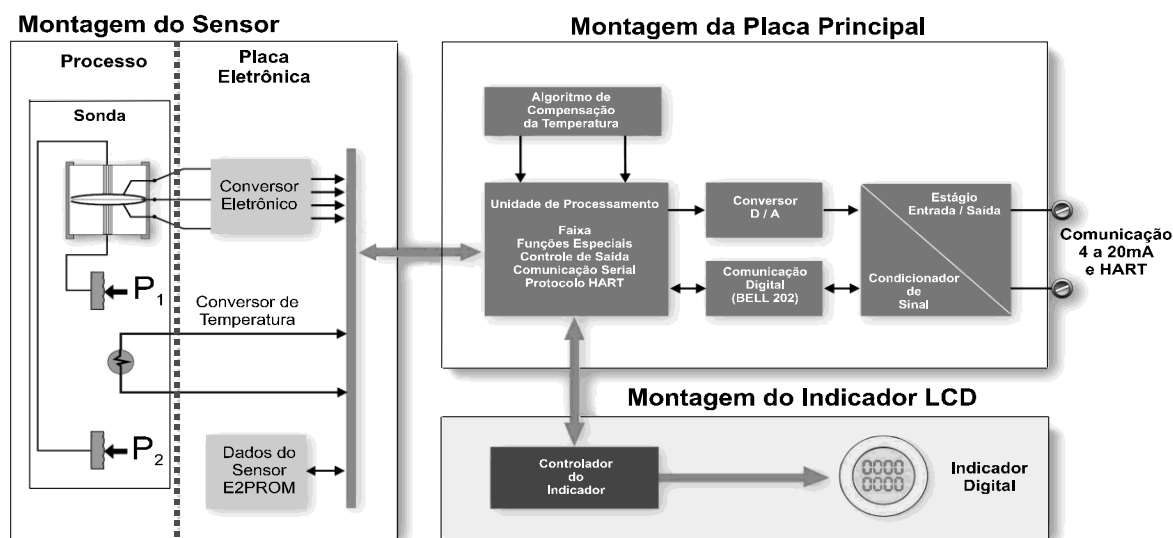 Montagem do Sensor
Processo
Placa
Eletrônica
Sonda
Conversor
Eletrônico
P1
Conversor de
Temperatura
P2
Dados do
Sensor
E2PROM
Montagem da Placa Principal
Algoritmo de
Compensação
da Temperatura
Unidade de Processamento
Faixa
Funções Especiais
Controle de Saída
Comunicação Serial
Protocolo HART
Conversor
D / A
Comunicação
Digital
(BELL 202)
Estágio
Entrada / Saída
Condicionador
de
Sinal
Comunicação
4 a 20mA
e HART
Montagem do Indicador LCD
Controlador
do
Indicador
0000
0000
Indicador
Digital